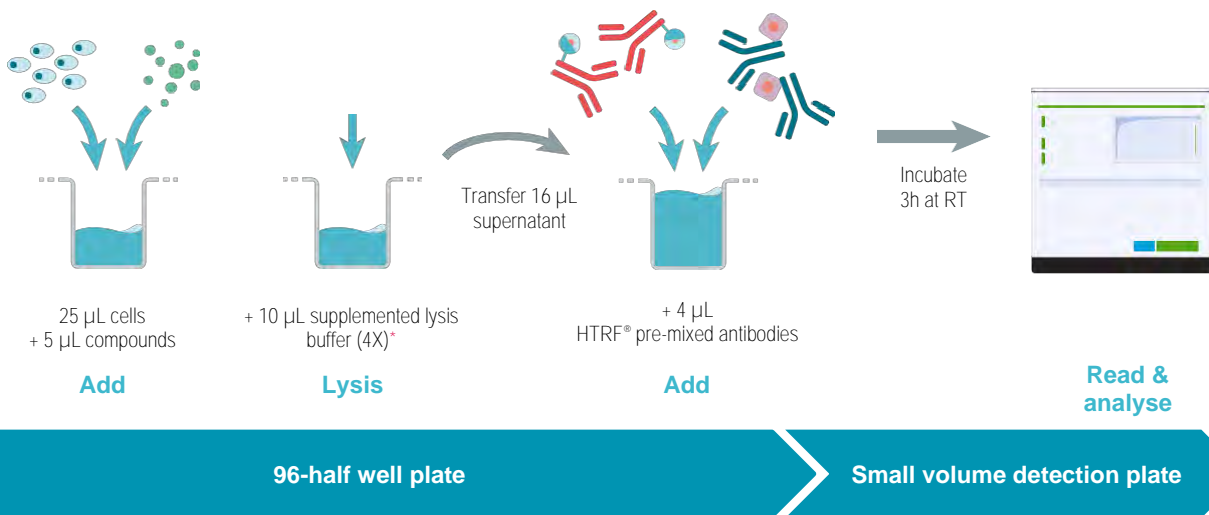 25 µL cells
+ 5 µL compounds
Add
+ 10 µL supplemented lysis
buffer (4X)*
Lysis
Transfer 16 µL
supernatant
+ 4 µL
HTRF® pre-mixed antibodies
Add
Incubate
3h at RT
Read &
analyse
96-half well plate
Small volume detection plate